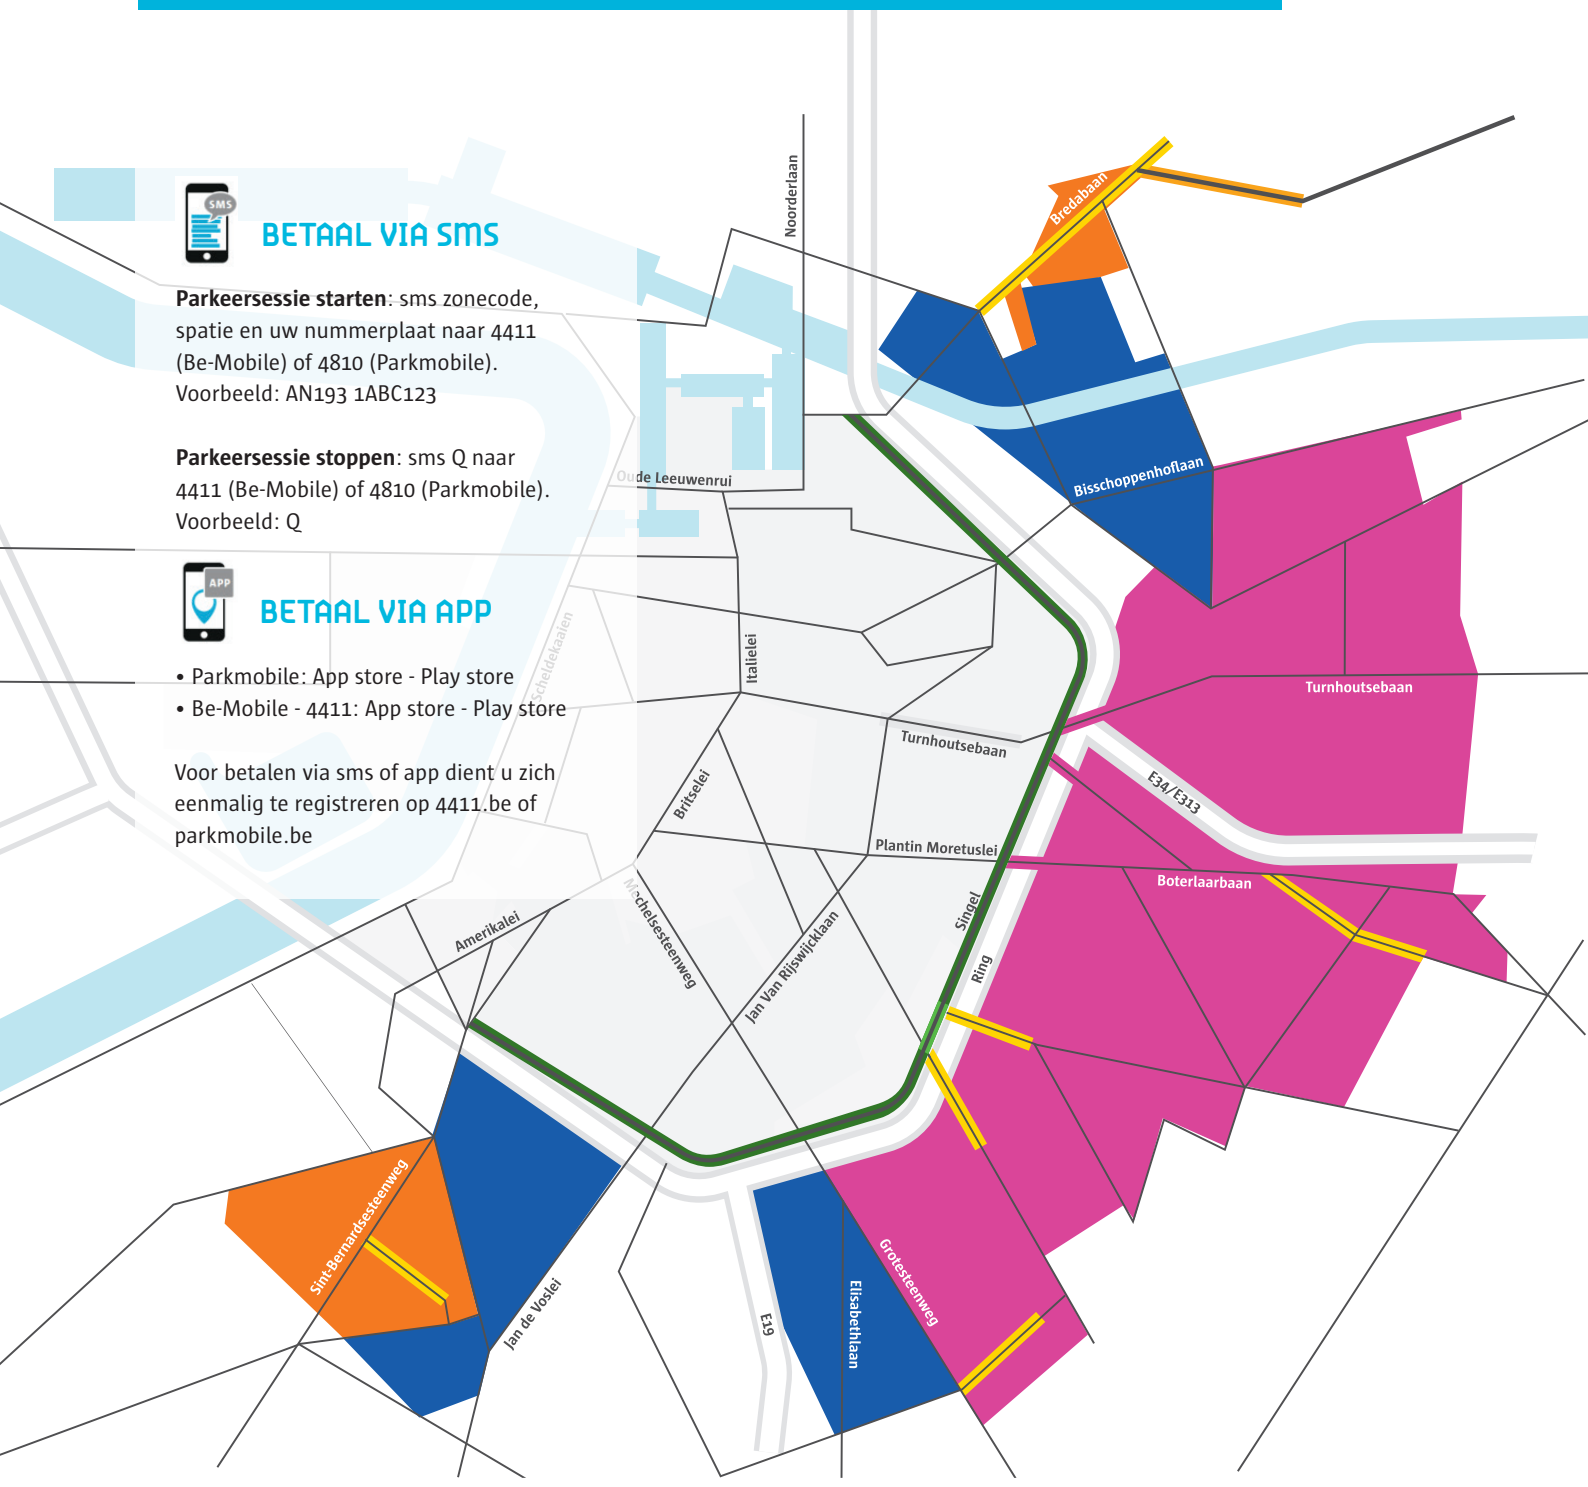 SMS
BETAAL VIA SMS
Parkeersessie starten: sms zonecode,
spatie en uw nummerplaat naar 4411
(Be-Mobile) of 4810 (Parkmobile).
Voorbeeld: AN193 1ABC123
Parkeersessie stoppen: sms Q naar
4411 (Be-Mobile) of 4810 (Parkmobile).
Voorbeeld: Q
APP
BETAAL VIA APP
• Parkmobile: App store - Play store
• Be-Mobile - 4411: App store - Play store
Voor betalen via sms of app dient u zich
eenmalig te registreren op 4411.be of
parkmobile.be
Noorderlaan
Bredabaan
Oude Leeuwenrui
Bisschoppenhoflaan
Scheldekaaien
Italielei
Turnhoutsebaan
Turnhoutsebaan
Britselei
E34/E313
Plantin Moretuslei
Boterlaarbaan
Mechelsesteenweg
Amerikalei
Jan Van Rijswijcklaan
Singel
Ring
Sint-Bernardsesteenweg
Jan de Voslei
E19
Elisabethlaan
Grotesteenweg